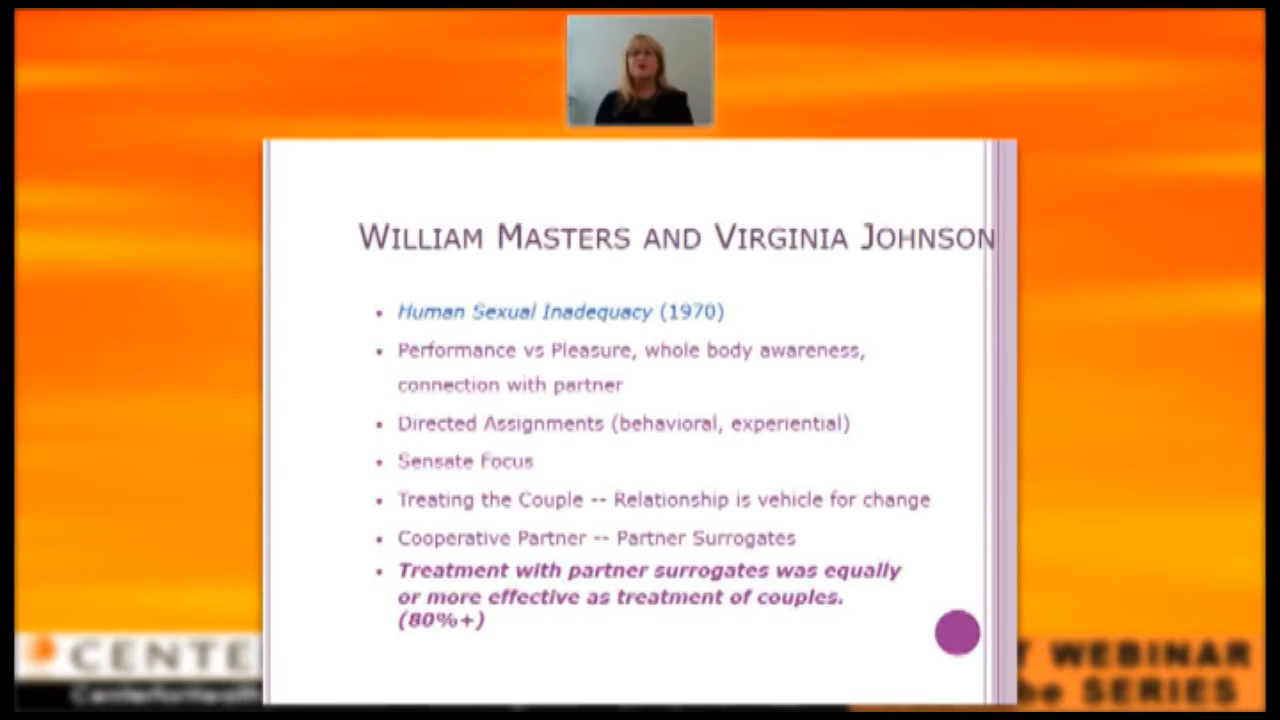 WILLIAM MASTERS AND VIRGINIA JOHNSON
• Human Sexual Inadequacy (1970)
• Performance vs Pleasure, whole body awareness,
connection with partner
• Directed Assignments (behavioral, experiential)
• Sensate Focus
• Treating the Couple -- Relationship is vehicle for change
• Cooperative Partner -- Partner Surrogates
• Treatment with partner surrogates was equally
or more effective as treatment of couples.
(80%+)
CENTE
T WEBINAR
be SERIES